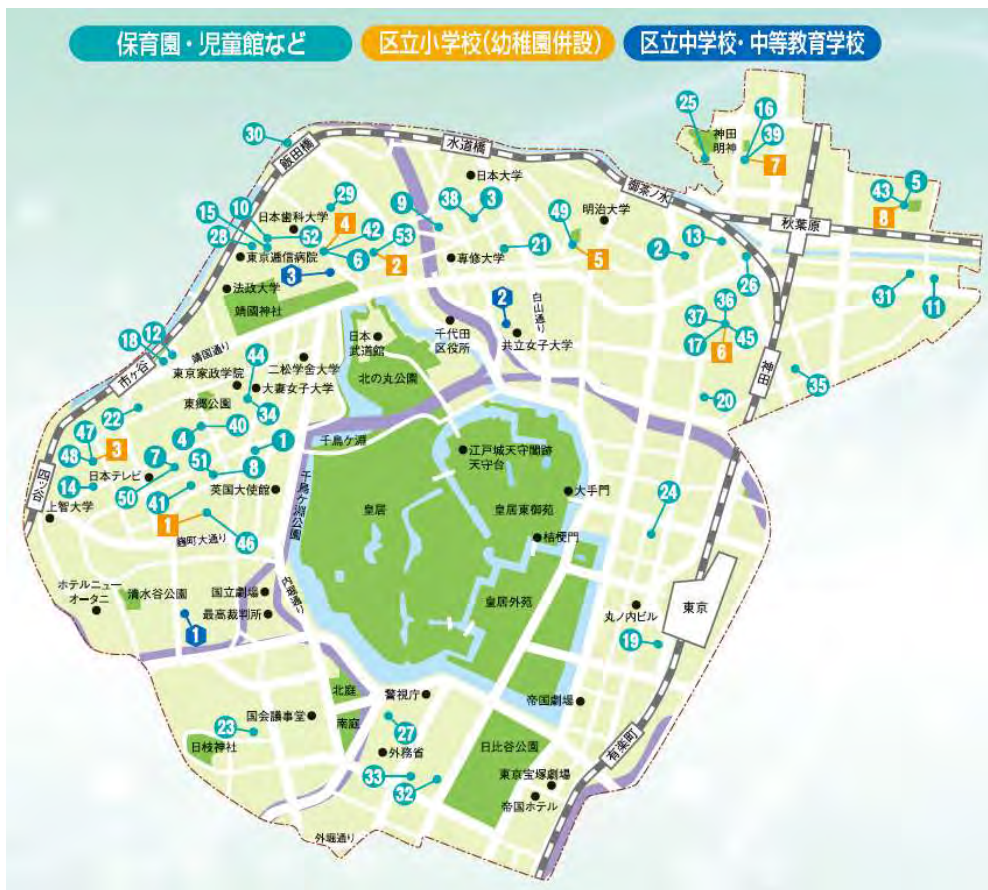 保育園・児童館など
区立小学校(幼稚園併設)
区立中学校・中等教育学校
25
16
39
神田
明神
7
30
飯田橋
水道橋
日本大学
御茶ノ水
43
5
8
秋葉原
29
38
3
明治大学
10
15
日本歯科大学
4
42
9
49
28
52
53
2
13
東京逓信病院
6
2
専修大学
21
5
26
3
31
11
法政大学
靖國神社
2
白山通り
36
37
17
45
6
千代田
区役所
共立女子大学
日本
武道館
18
12
靖国通り
44
二松学舎大学
神田
35
市ヶ谷
東京家政学院
大妻女子大学
北の丸公園
東郷公園
34
20
22
47
3
4
40
千鳥ケ淵
江戸城天守閣跡
天守台
48
7
51
1
8
日本テレビ
四ッ谷
14
50
41
英国大使館
大手門
24
上智大学
皇居
皇居東御苑
1
46
麹町大通り
千鳥ケ淵公園
桔梗門
ホテルニュー
オータニ
清水谷公園
国立劇場
内堀通り
皇居外苑
丸ノ内ビル
東京
最高裁判所
1
19
北庭
警視庁
帝国劇場
国会議事堂
南庭
27
23
日枝神社
外務省
日比谷公園
有楽町
33
32
東京宝塚劇場
帝国ホテル
外堀通り